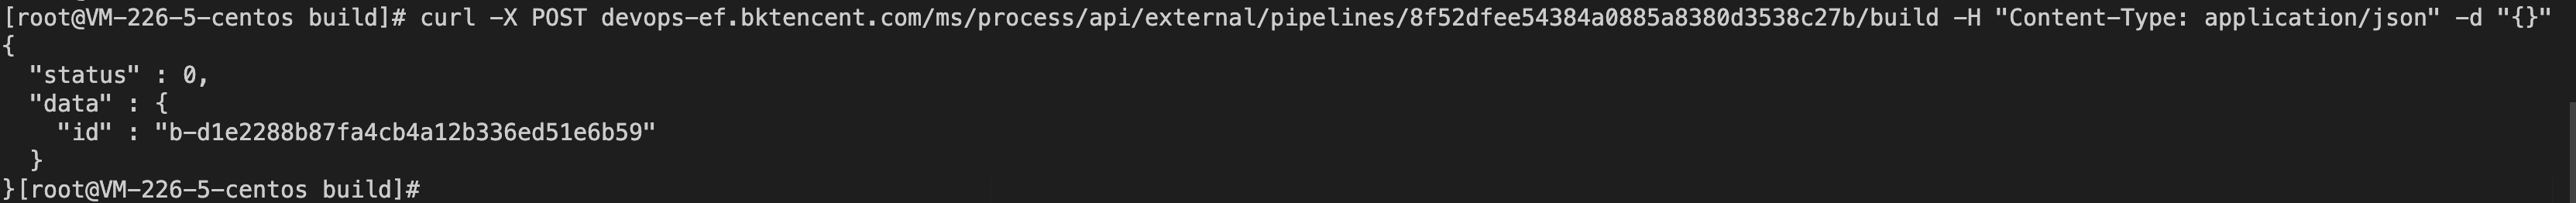 [root@VM-226-5-centos build]# curl -X POST devops-ef.bktencent.com/ms/process/api/external/pipelines/8f52dfee54384a0885a8380d3538c27b/build -H "Content-Type: application/json" -d "{}"
{
  "status" : 0,
  "data" : {
    "id" : "b-d1e2288b87fa4cb4a12b336ed51e6b59"
  }
}[root@VM-226-5-centos build]#